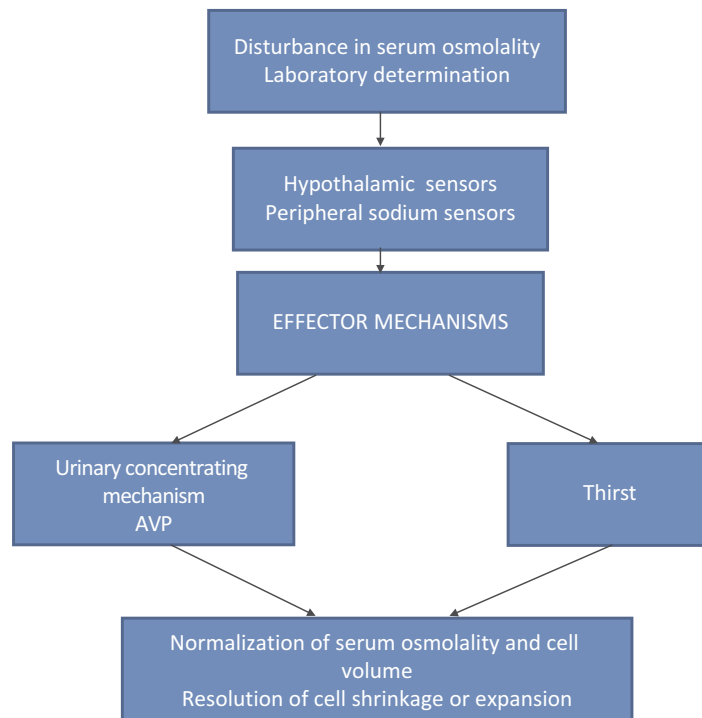 Disturbance in serum osmolality
Laboratory determination
Hypothalamic sensors
Peripheral sodium sensors
EFFECTOR MECHANISMS
Urinary concentrating
mechanism
AVP
Thirst
Normalization of serum osmolality and cell
volume
Resolution of cell shrinkage or expansion